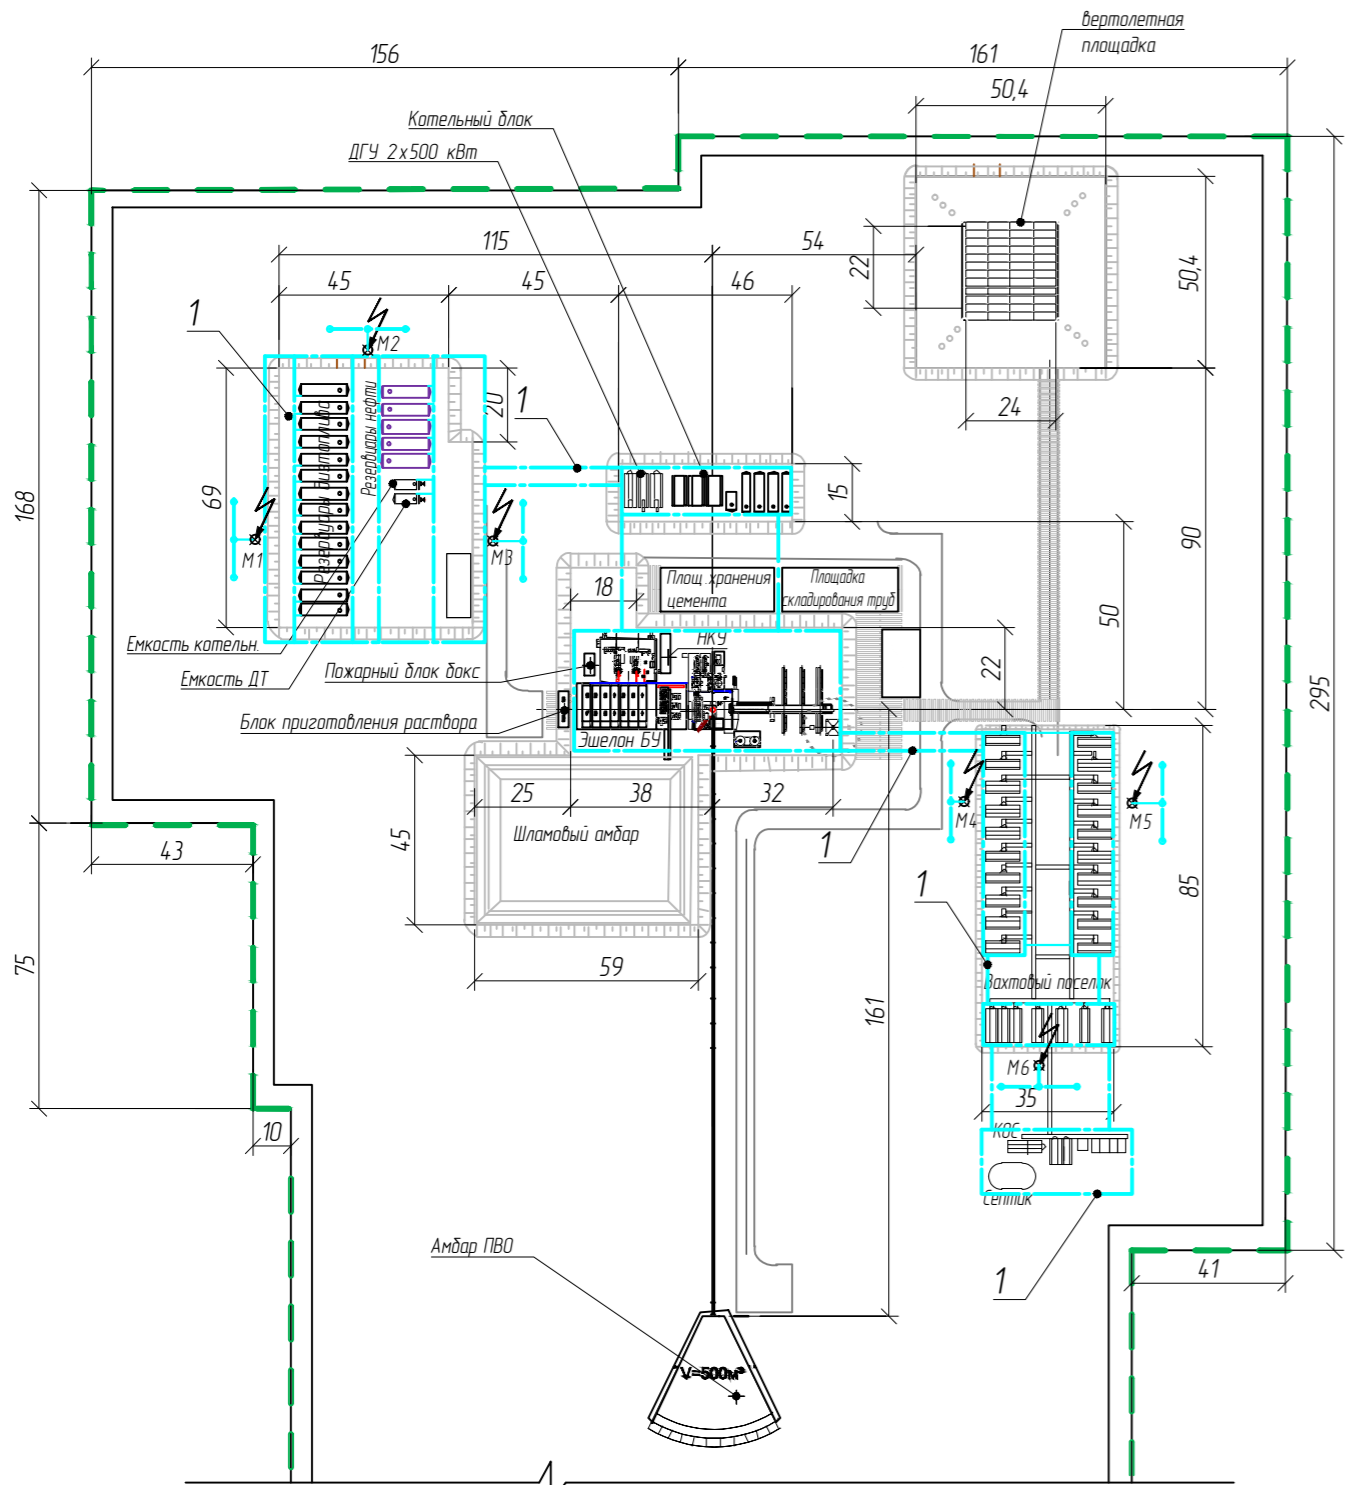 вертолетная
площадка
156
161
50,4
Котельный блок
ДГУ 2х500 кВт
115
54
22
50,4
45
45
46
1
М2
20
1
24
Резервуары дизтоплива
Резервуары нефти
69
168
15
М1
М3
90
50
18
Площ. хранения
цемента
Площадка
складирования труб
Емкость котельн.
НКУ
22
Пожарный блок бокс
Емкость ДТ
Блок приготовления раствора
Эшелон БУ
295
25
38
32
М4
М5
Шламовый амбар
45
43
1
1
85
59
75
Вахтовый поселок
161
М6
35
10
КОС
Септик
Амбар ПВО
1
41
V=500м³